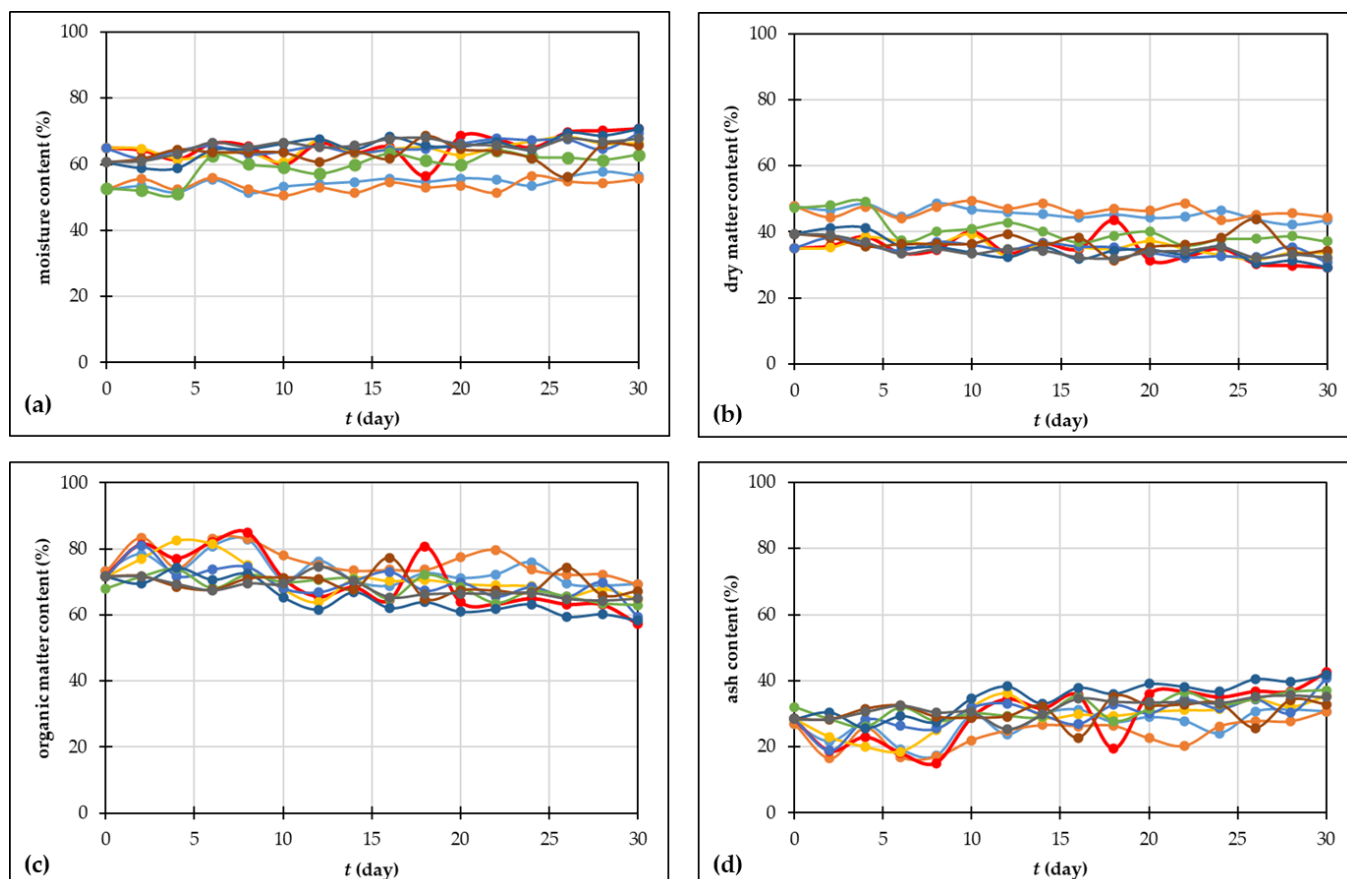 moisture content (%)
100
80
60
40
20
0
0 5 10 15 20 25 30
t (day)
(a)
dry matter content (%)
100
80
60
40
20
0
0 5 10 15 20 25 30
t (day)
(b)
organic matter content (%)
100
80
60
40
20
0
0 5 10 15 20 25 30
t (day)
(c)
ash content (%)
100
80
60
40
20
0
0 5 10 15 20 25 30
t (day)
(d)